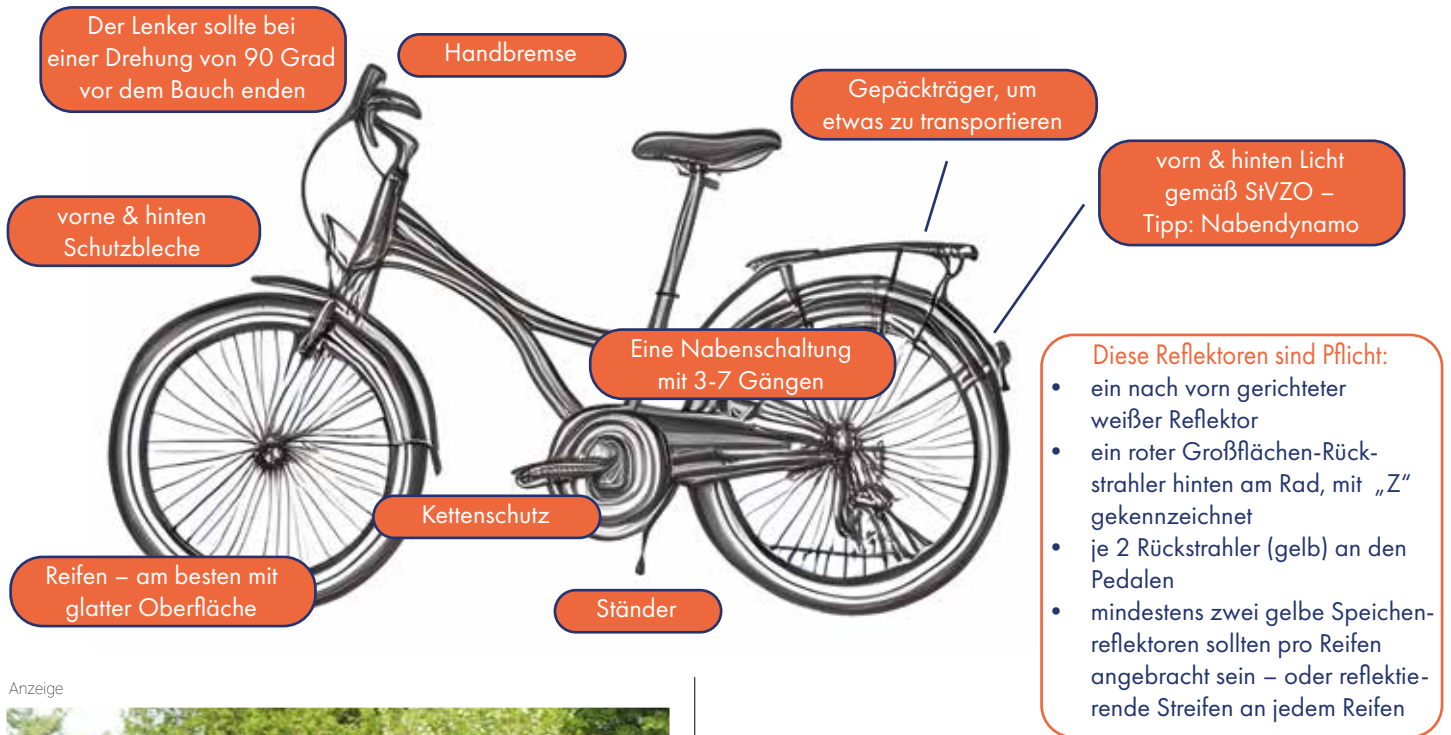 Der Lenker sollte bei
einer Drehung von 90 Grad
vor dem Bauch enden
Handbremse
Gepäckträger, um
etwas zu transportieren
vorn & hinten Licht
gemäß StVZO –
Tipp: Nabendynamo
vorne & hinten
Schutzbleche
Eine Nabenschaltung
mit 3-7 Gängen
Kettenschutz
Reifen – am besten mit
glatter Oberfläche
Ständer
Diese Reflektoren sind Pflicht:
• ein nach vorn gerichteter
weißer Reflektor
• ein roter Großflächen-Rück-
strahler hinten am Rad, mit „Z“
gekennzeichnet
• je 2 Rückstrahler (gelb) an den
Pedalen
• mindestens zwei gelbe Speichen-
reflektoren sollten pro Reifen
angebracht sein – oder reflektie-
rende Streifen an jedem Reifen
Anzeige